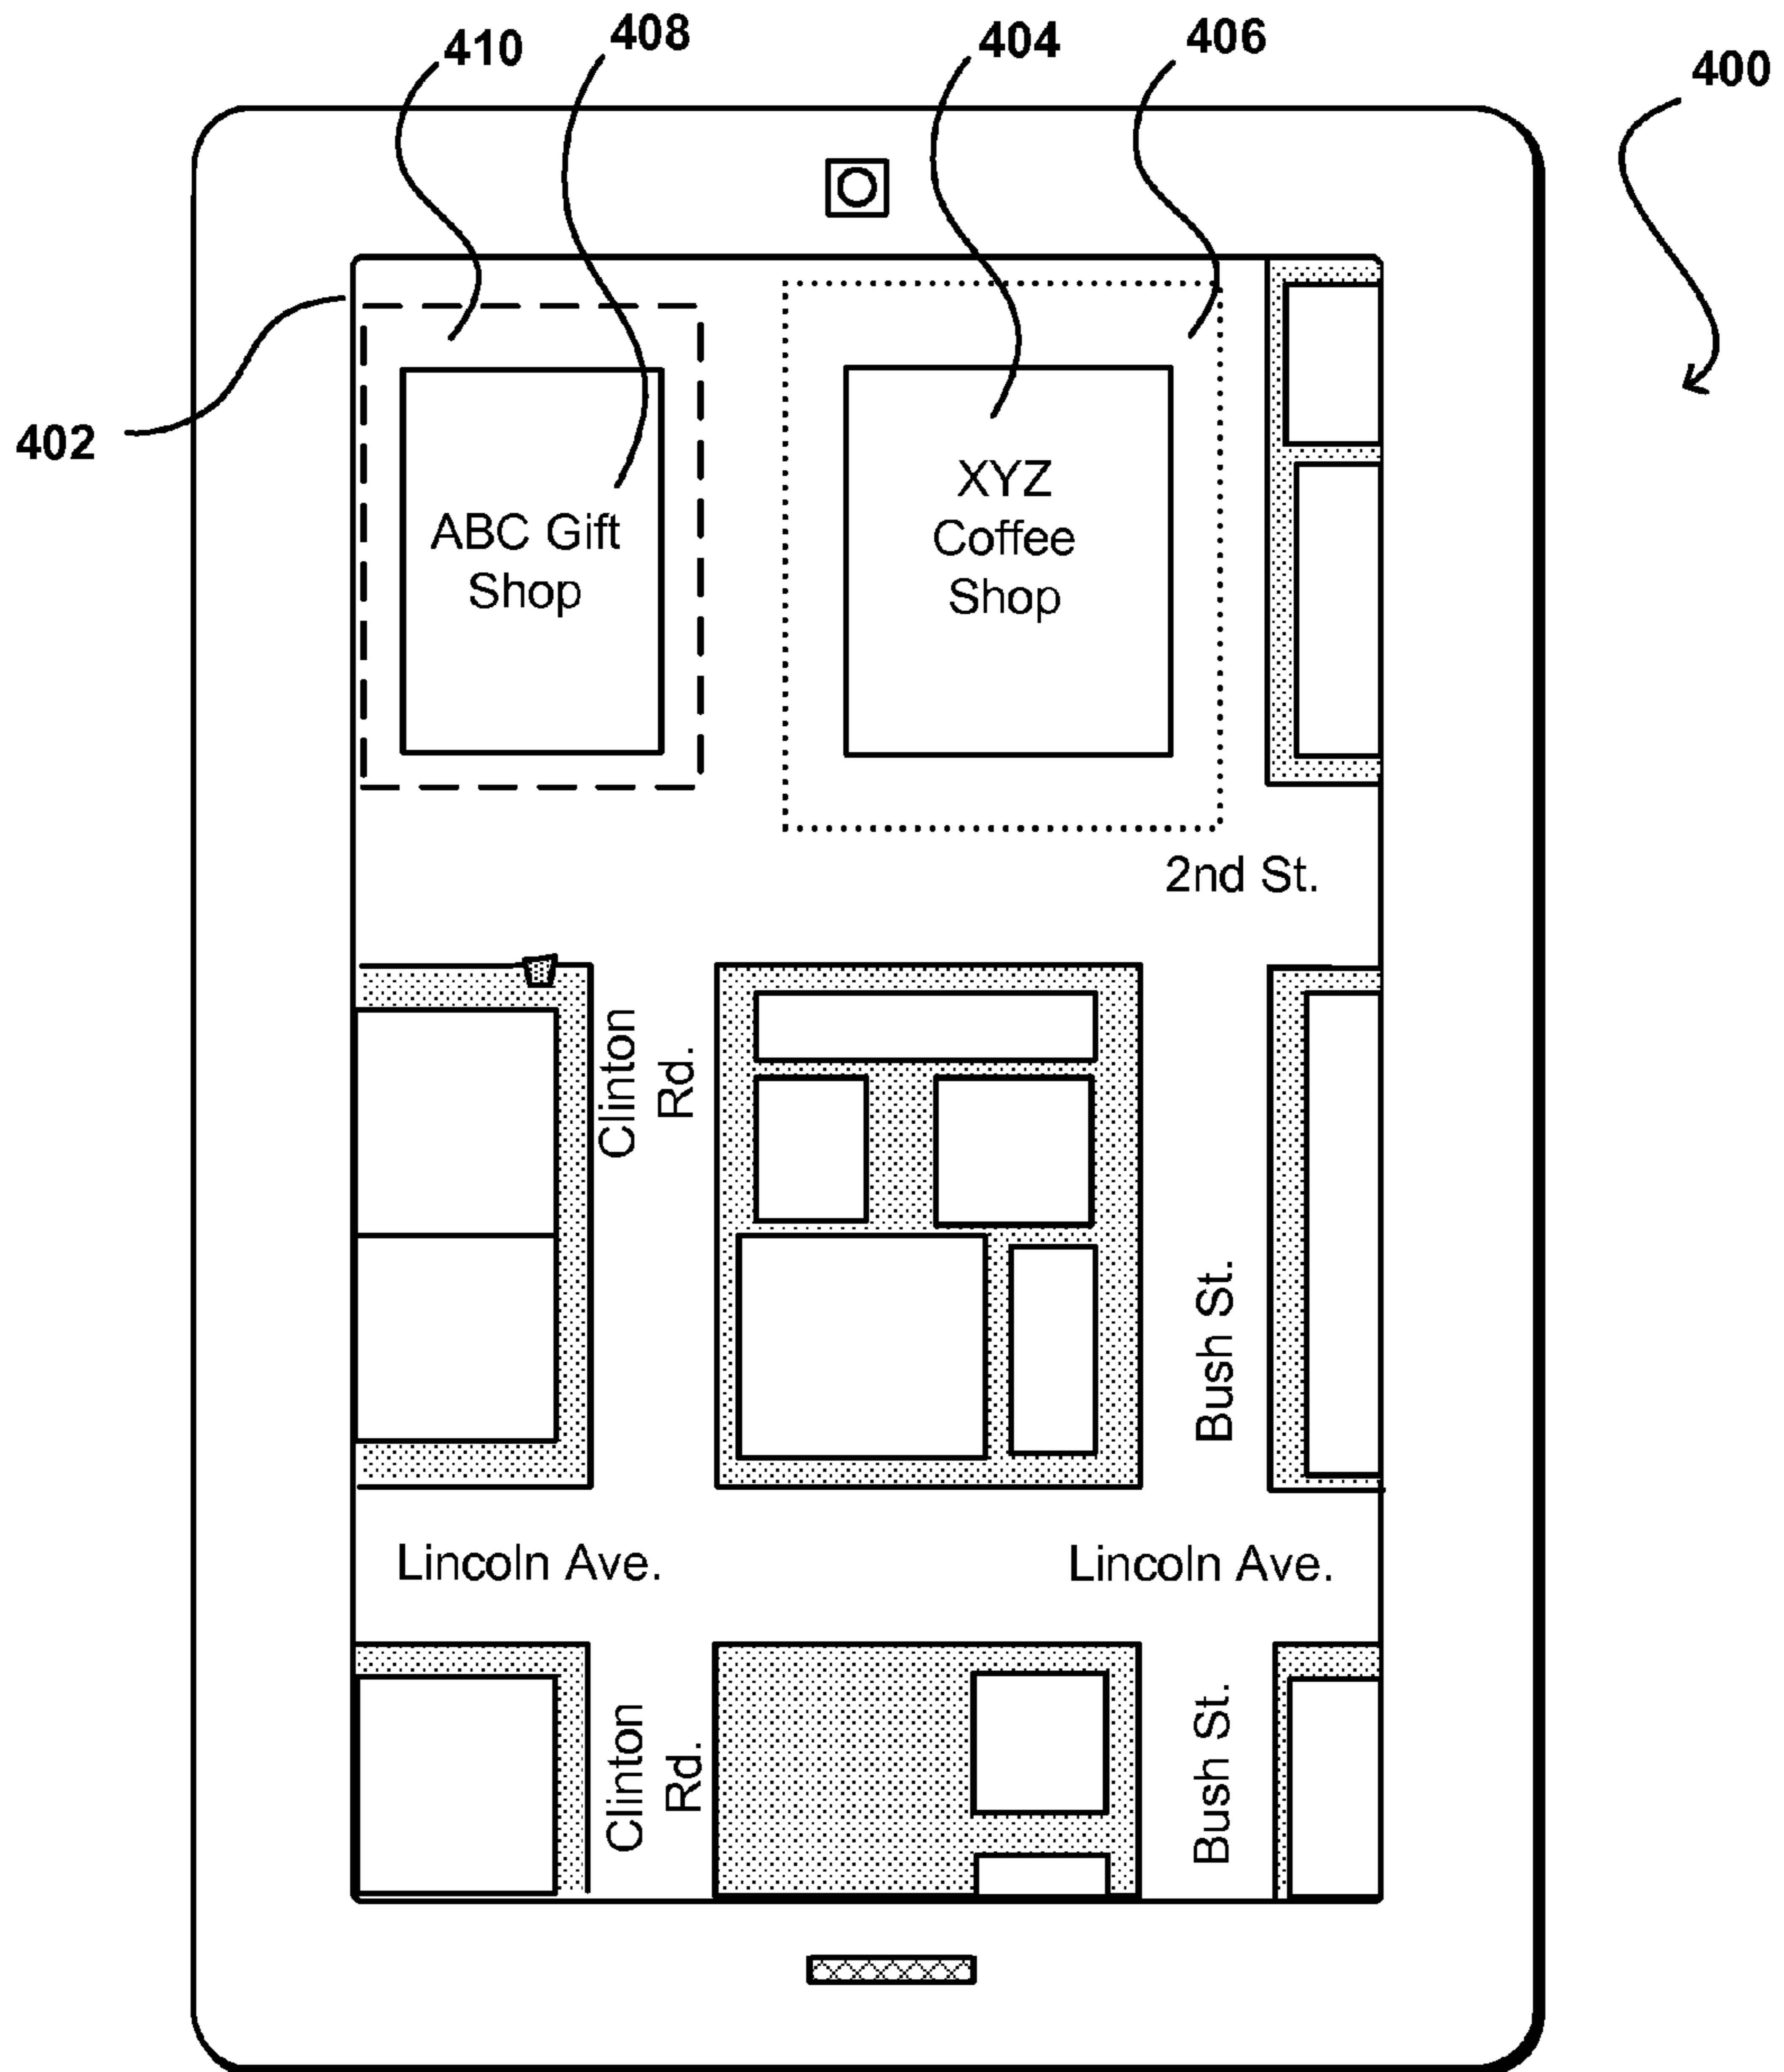 410
408
404
406
400
402
ABC Gift
Shop
XYZ
Coffee
Shop
2nd St.
Clinton
Rd.
Bush St.
Lincoln Ave.
Lincoln Ave.
Clinton
Rd.
Bush St.